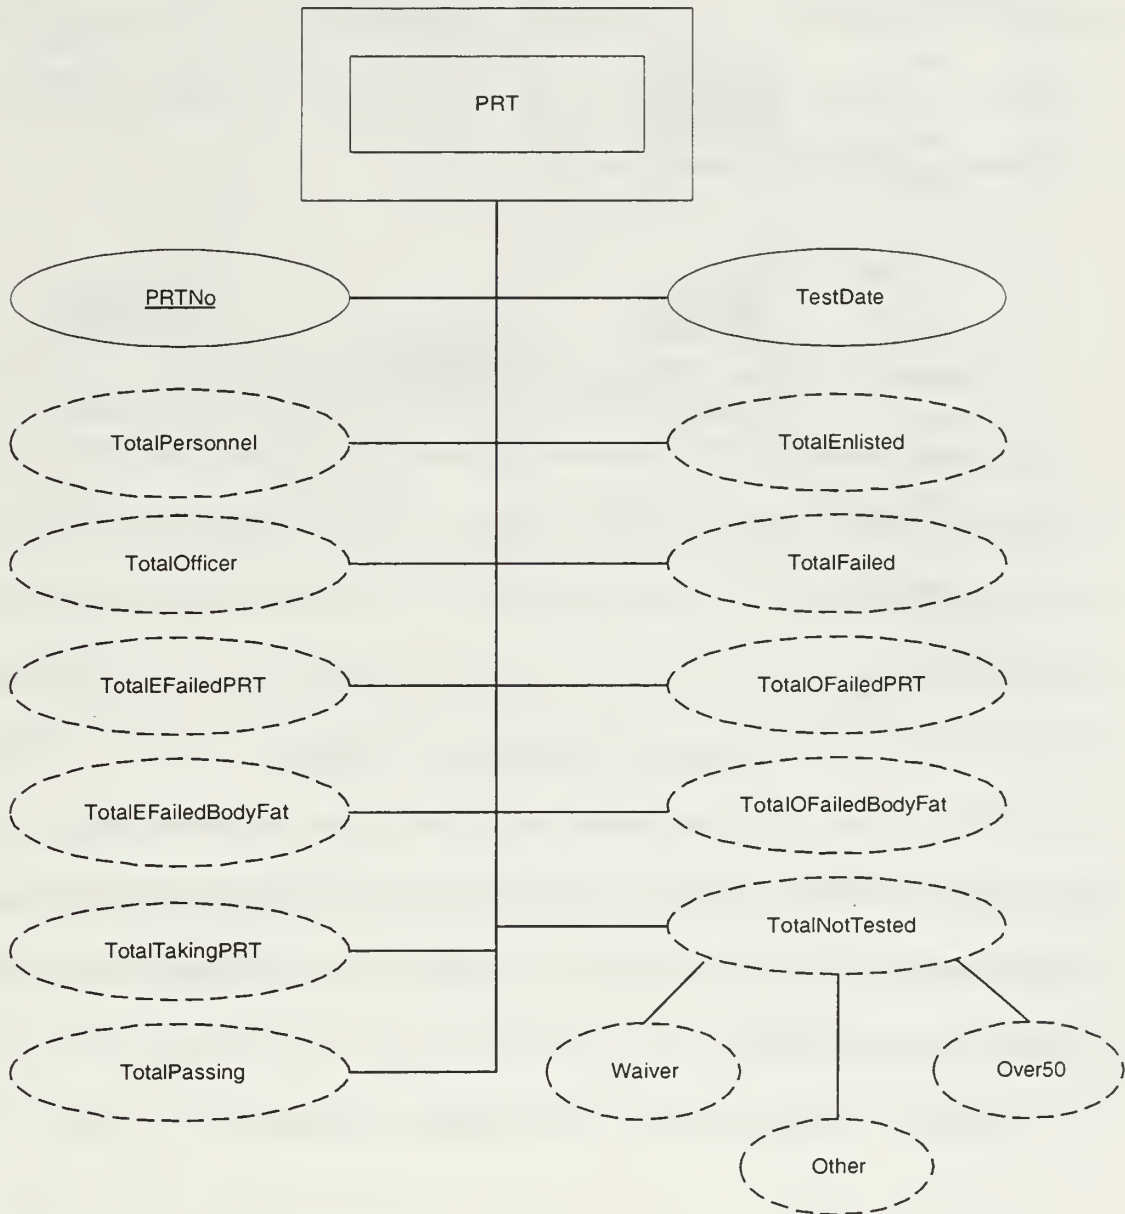 PRT
PRTNo
TestDate
TotalPersonnel
TotalEnlisted
TotalOfficer
TotalFailed
TotalEFailedPRT
TotalOFailedPRT
TotalEFailedBodyFat
TotalOFailedBodyFat
TotalTakingPRT
TotalNotTested
TotalPassing
Waiver
Over50
Other